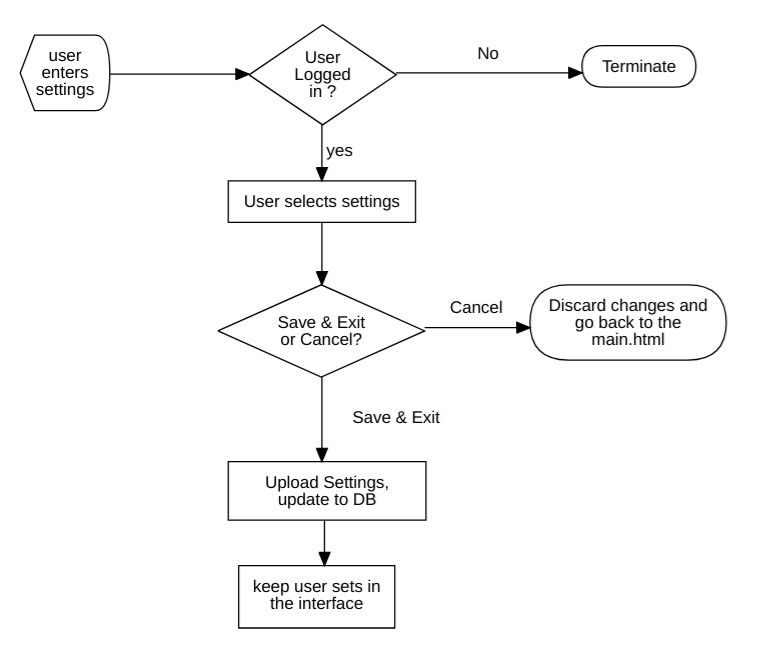 user
enters
settings
User
Logged
in ?
No
Terminate
yes
User selects settings
Save & Exit
or Cancel?
Cancel
Discard changes and
go back to the
main.html
Save & Exit
Upload Settings,
update to DB
keep user sets in
the interface